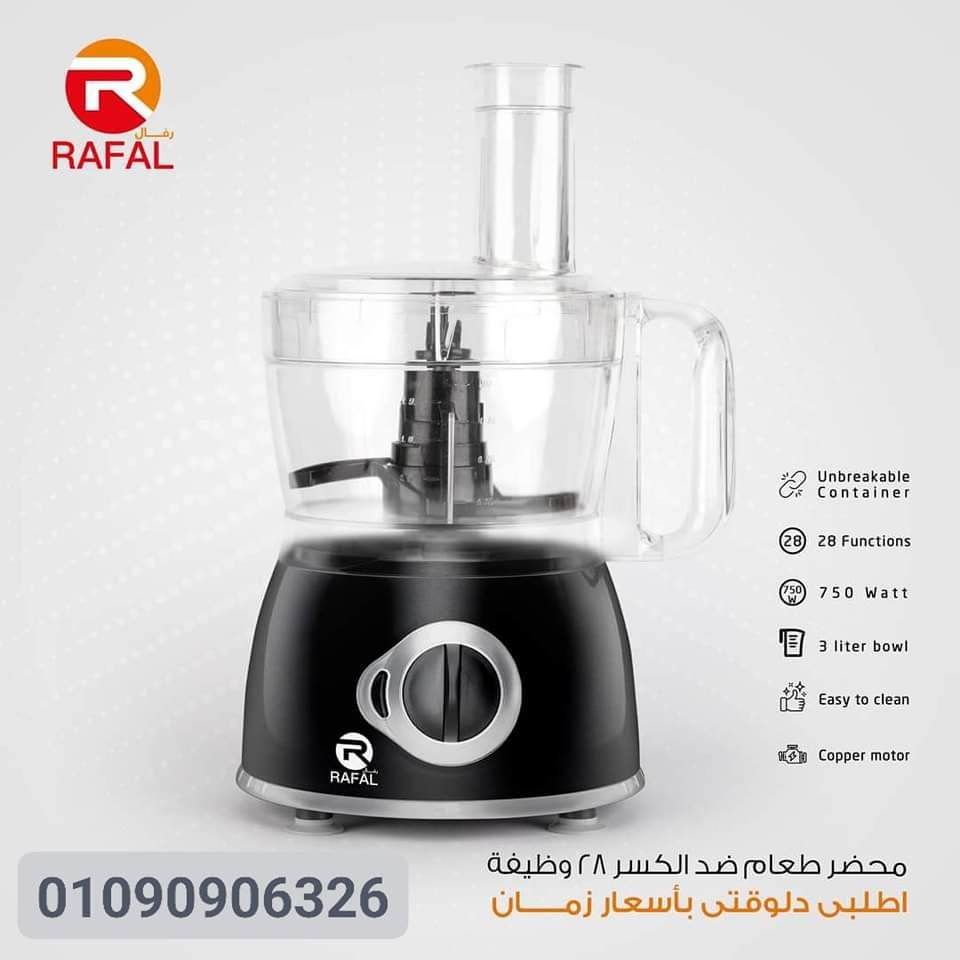 رفال
RAFAL
Unbreakable
Container
28
28 Functions
750
W
750 Watt
3 liter bowl
Easy to clean
Copper motor
رفال
RAFAL
محضر طعام ضد الكسر ٢٨ وظيفة
اطلبى دلوقتى بأسعار زمـــان
01090906326